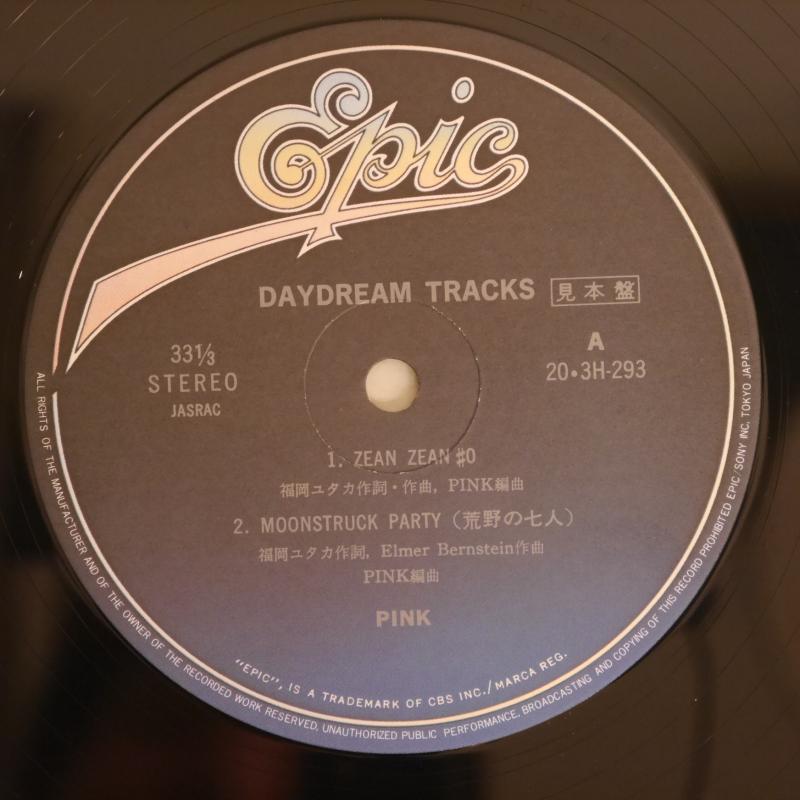 Epic
DAYDREAM TRACKS 見本盤
33⅓
STEREO
JASRAC
A
20•3H-293
1. ZEAN ZEAN #0
福岡ユタカ作詞・作曲, PINK編曲
2. MOONSTRUCK PARTY (荒野の七人)
福岡ユタカ作詞, Elmer Bernstein作曲
PINK編曲
PINK
"EPIC", IS A TRADEMARK OF CBS INC./MARCA REG.
ALL RIGHTS OF THE MANUFACTURER AND OF THE OWNER OF THE RECORDED WORK RESERVED. UNAUTHORIZED PUBLIC PERFORMANCE, BROADCASTING AND COPYING OF THIS RECORD PROHIBITED EPIC/SONY INC. TOKYO JAPAN